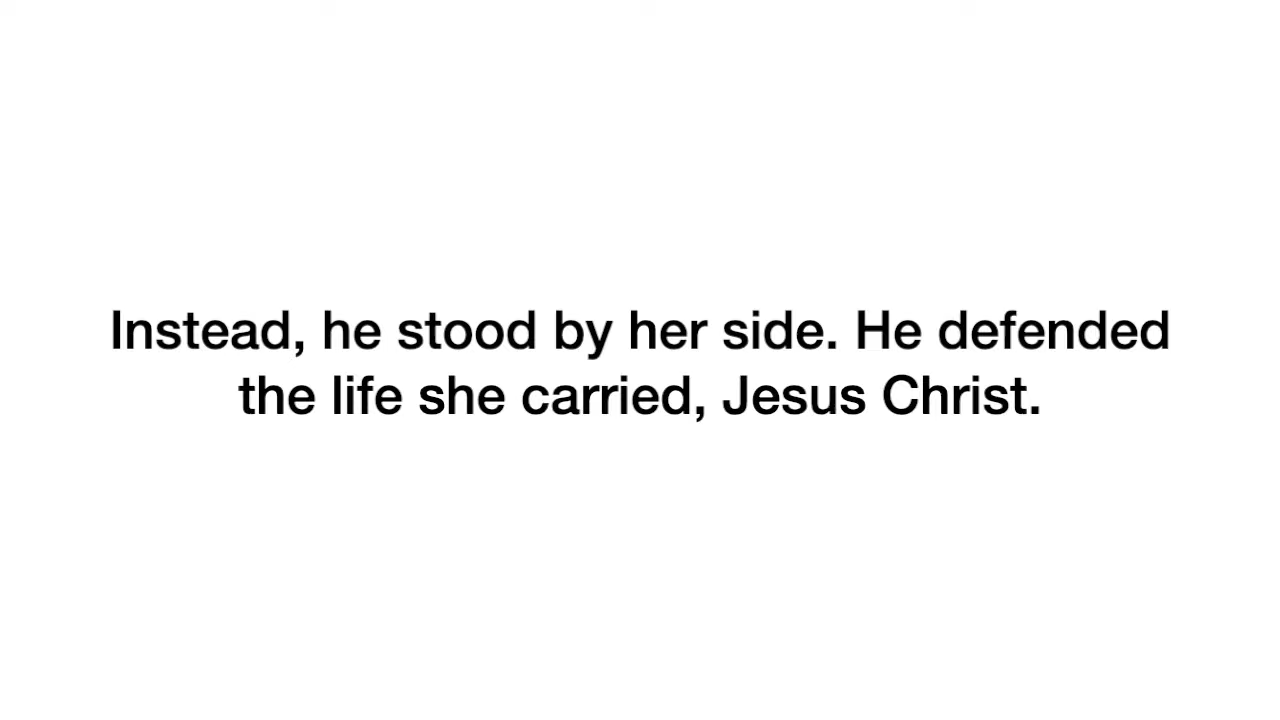 Instead, he stood by her side. He defended
the life she carried, Jesus Christ.